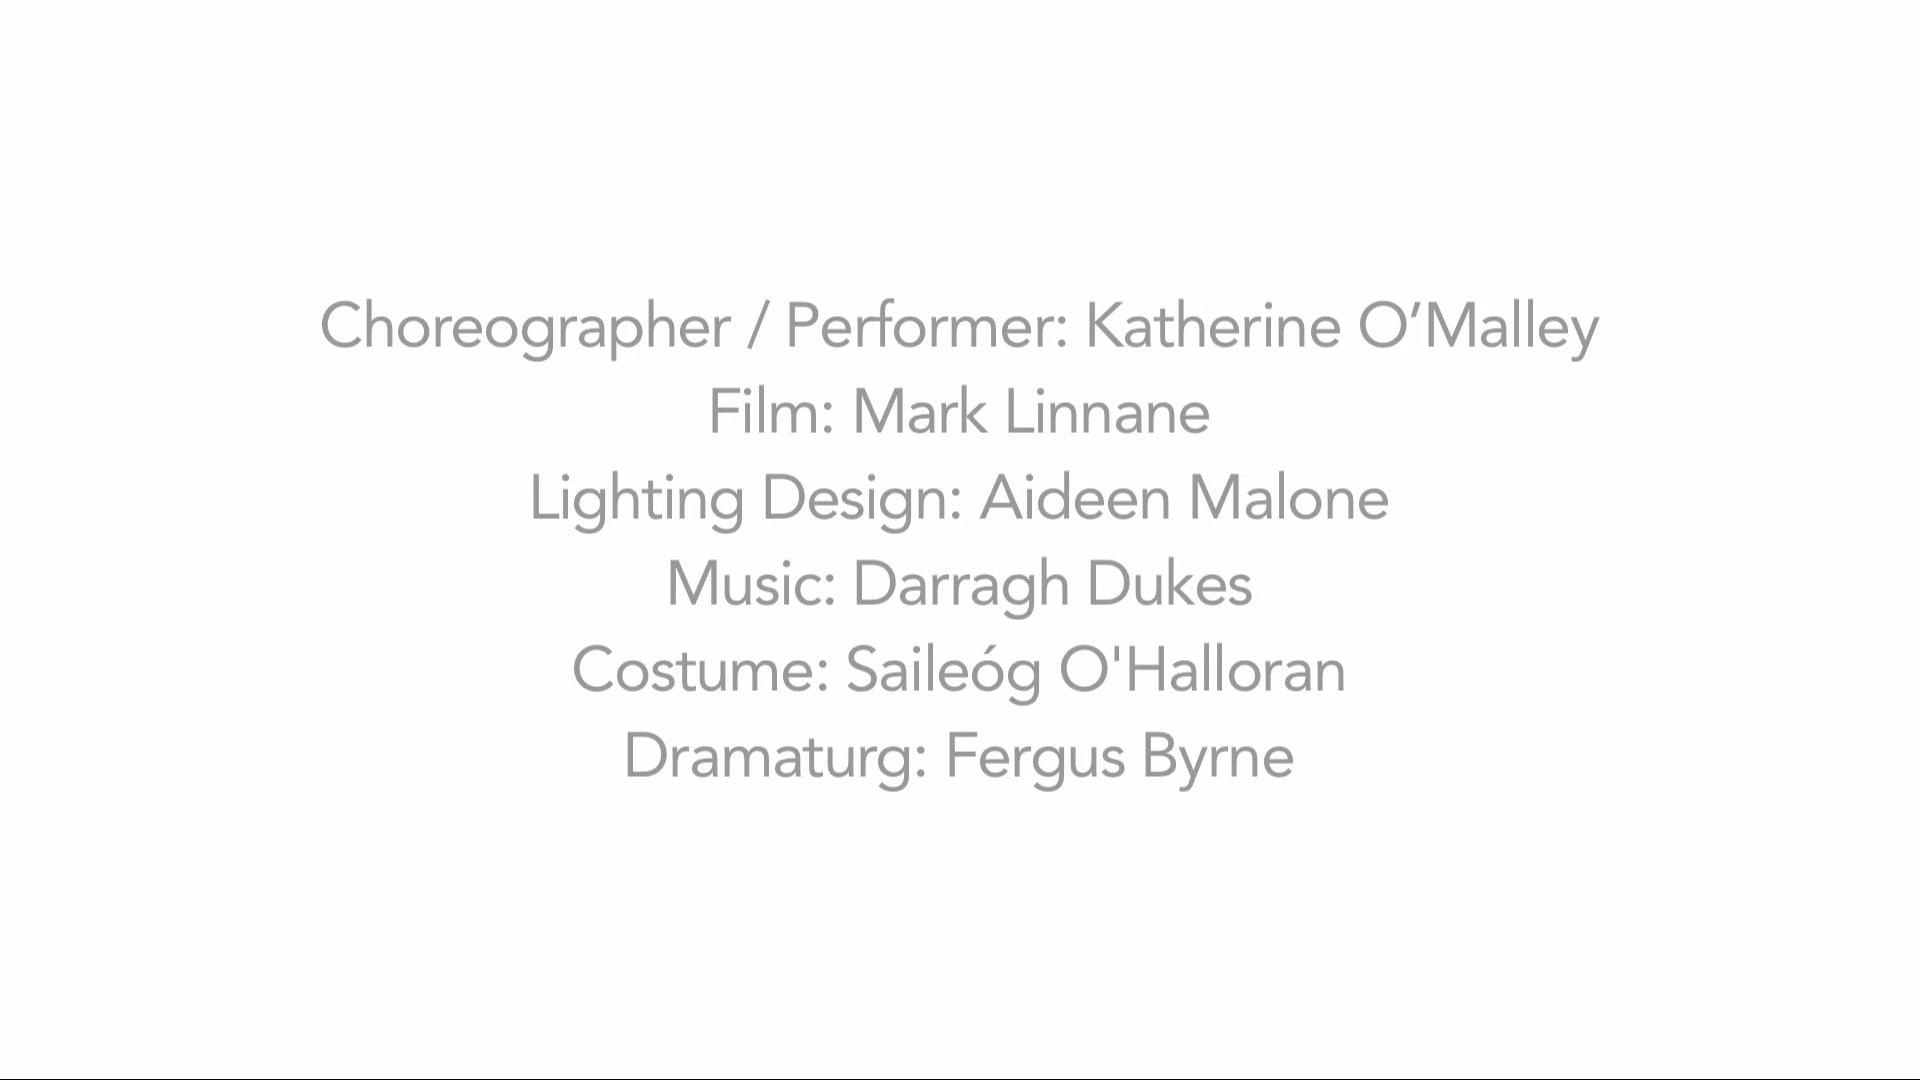 Choreographer / Performer: Katherine O’Malley
Film: Mark Linnane
Lighting Design: Aideen Malone
Music: Darragh Dukes
Costume: Saileóg O'Halloran
Dramaturg: Fergus Byrne